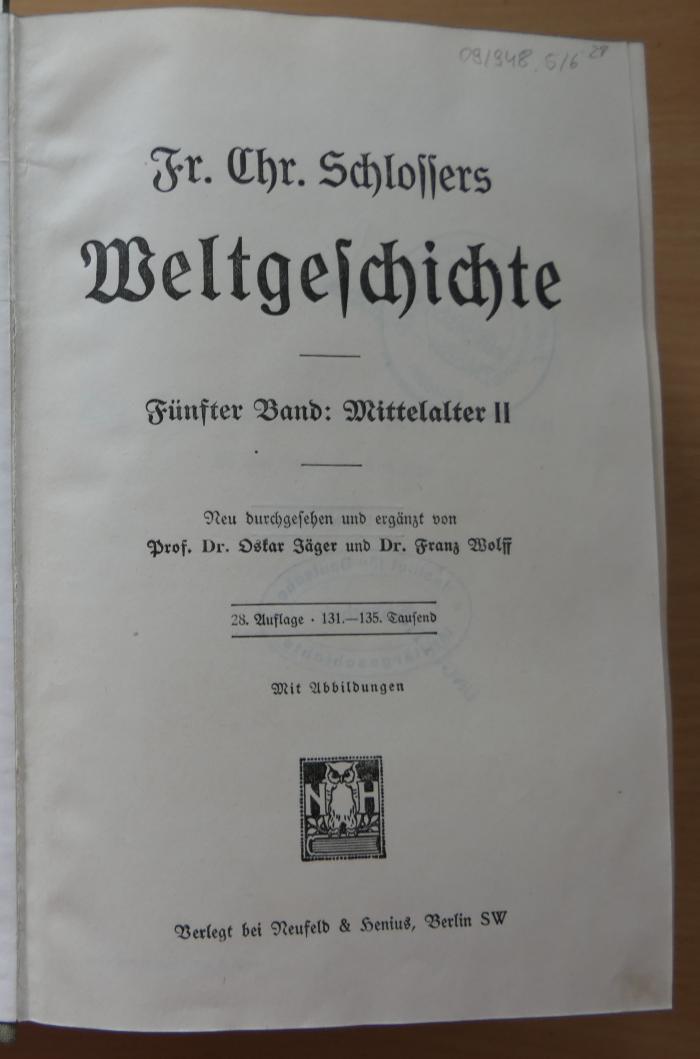 09/948, 5/6 28
Fr. Chr. Schlossers
Weltgeschichte
Fünfter Band: Mittelalter II
Neu durchgesehen und ergänzt von
Prof. Dr. Oskar Jäger und Dr. Franz Wolff
28. Auflage · 131.–135. Tausend
Mit Abbildungen
N H
Verlegt bei Neufeld & Henius, Berlin SW